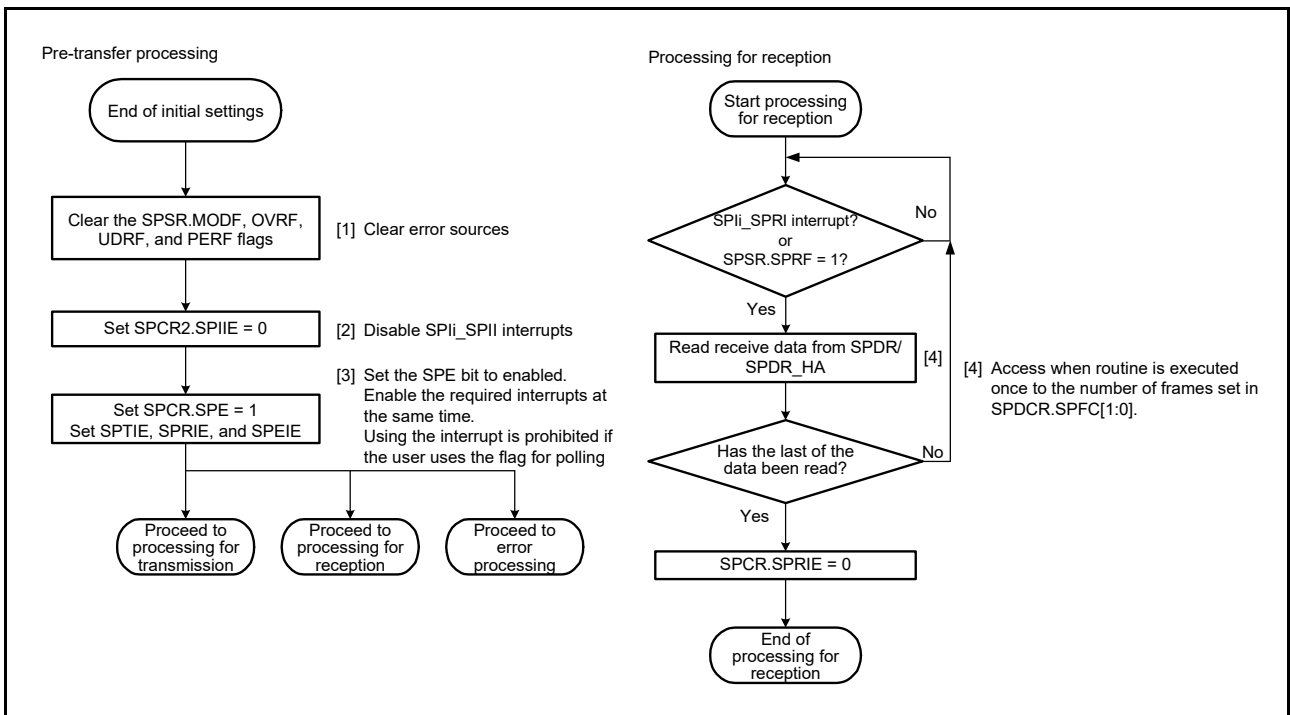 Pre-transfer processing
End of initial settings
Clear the SPSR.MODF, OVRF,
UDRF, and PERF flags
[1] Clear error sources
Set SPCR2.SPIIE = 0
[2] Disable SPIi_SPII interrupts
Set SPCR.SPE = 1
Set SPTIE, SPRIE, and SPEIE
[3] Set the SPE bit to enabled.
Enable the required interrupts at
the same time.
Using the interrupt is prohibited if
the user uses the flag for polling
Proceed to
processing for
transmission
Proceed to
processing for
reception
Proceed to
error
processing
Processing for reception
Start processing
for reception
SPIi_SPRI interrupt?
or
SPSR.SPRF = 1?
No
Yes
Read receive data from SPDR/
SPDR_HA
[4]
[4] Access when routine is executed
once to the number of frames set in
SPDCR.SPFC[1:0].
Has the last of the
data been read?
No
Yes
SPCR.SPRIE = 0
End of
processing for
reception